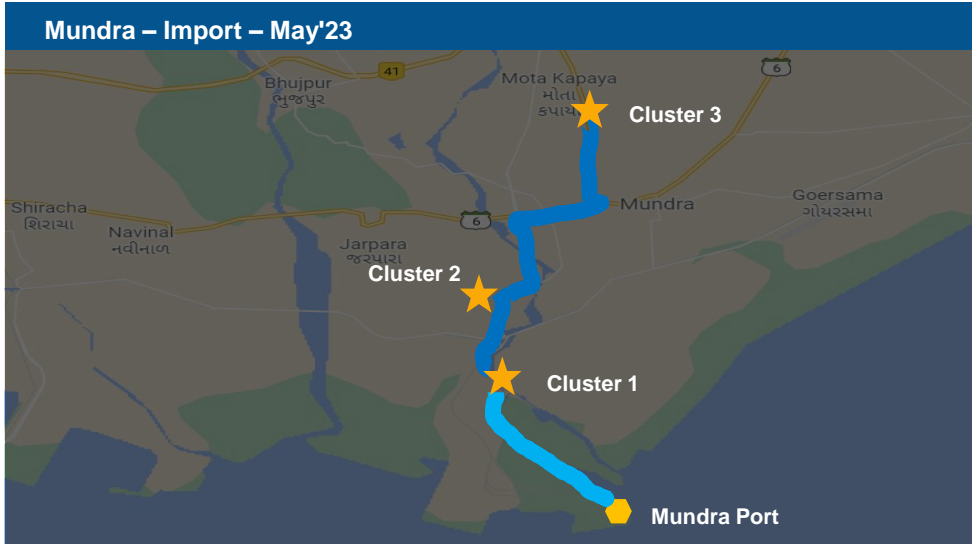 Mundra – Import – May'23
41
6
Bhujpur
ભુજપુર
Mota Kapaya
મોતા
Cluster 3
Shiracha
શિરાચા
Navinal
નવીનાળ
6
Mundra
Goersama
ગોયરસમા
Jarpara
જરપારા
Cluster 2
Cluster 1
Mundra Port